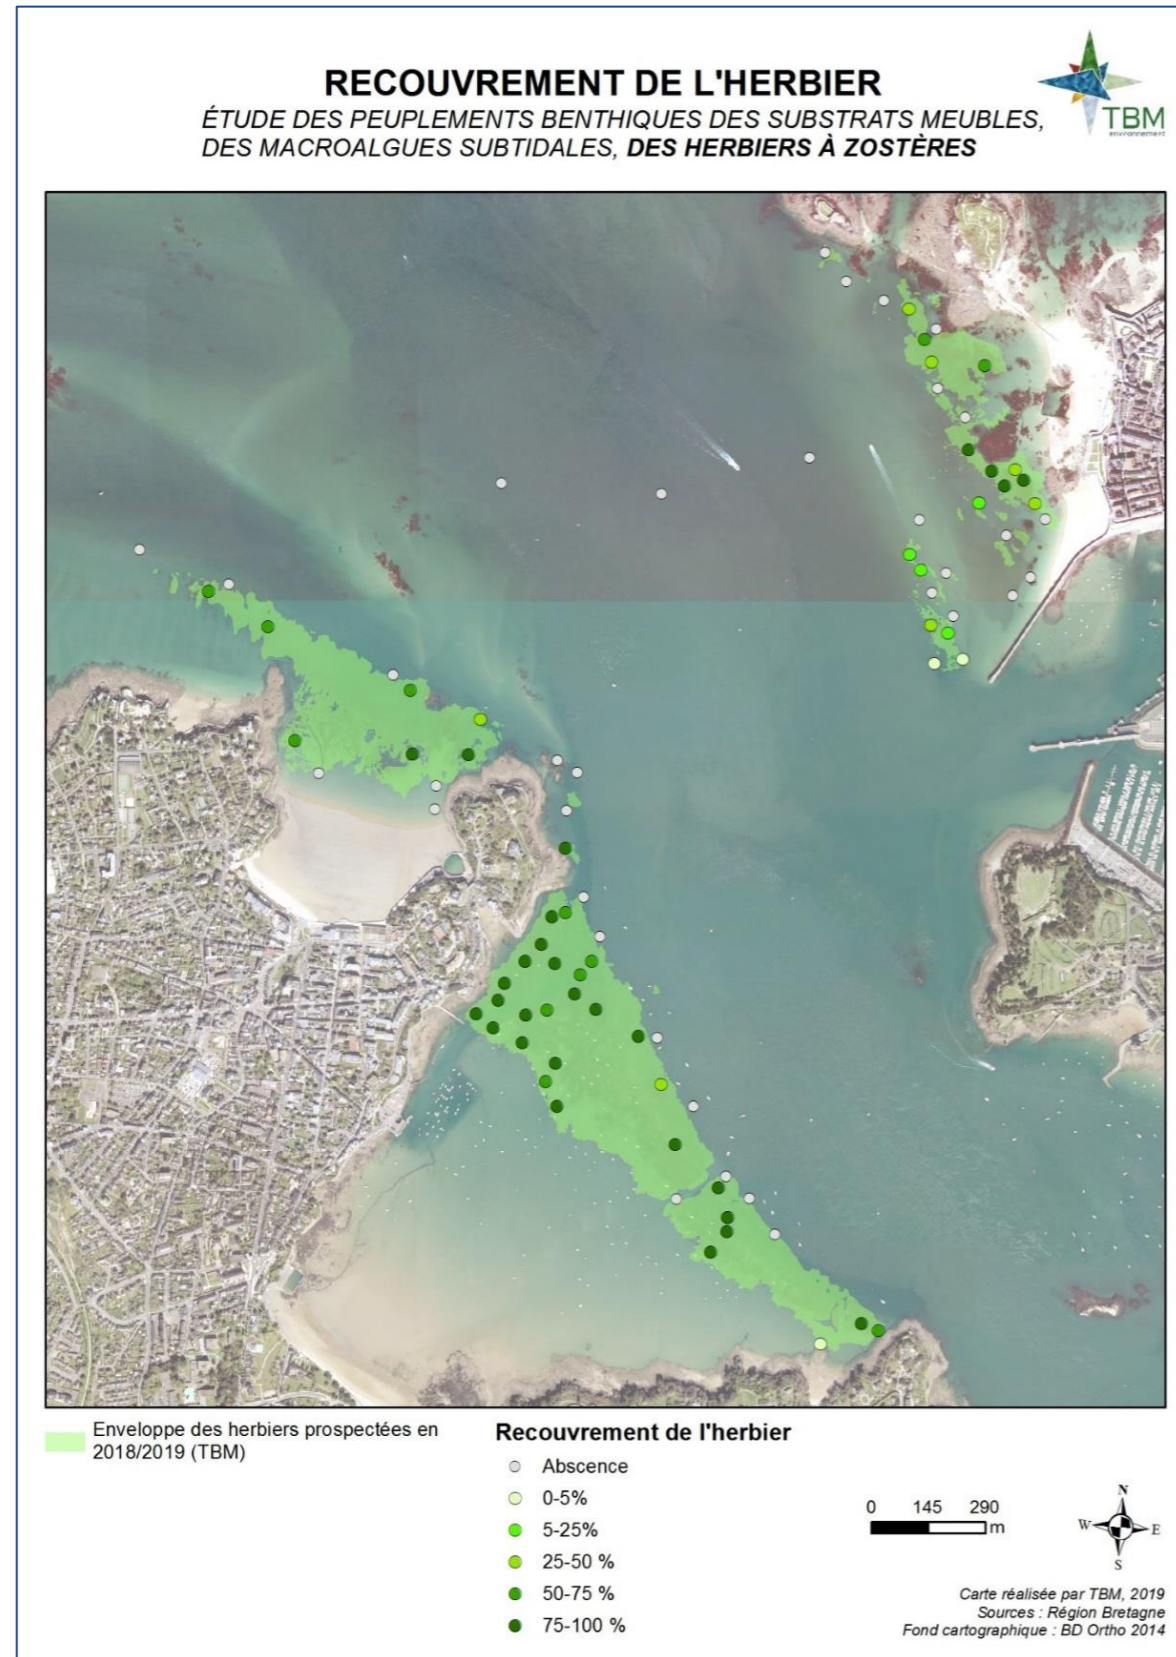 RECOUVREMENT DE L'HERBIER
ÉTUDE DES PEUPLEMENTS BENTHIQUES DES SUBSTRATS MEUBLES,
DES MACROALGUES SUBTIDALES, DES HERBIERS À ZOSTÈRES
TBM
environnement
Enveloppe des herbiers prospectées en
2018/2019 (TBM)
Recouvrement de l'herbier
Abscence
0-5%
5-25%
25-50 %
50-75 %
75-100 %
0 145 290
m
N
W E
S
Carte réalisée par TBM, 2019
Sources : Région Bretagne
Fond cartographique : BD Ortho 2014